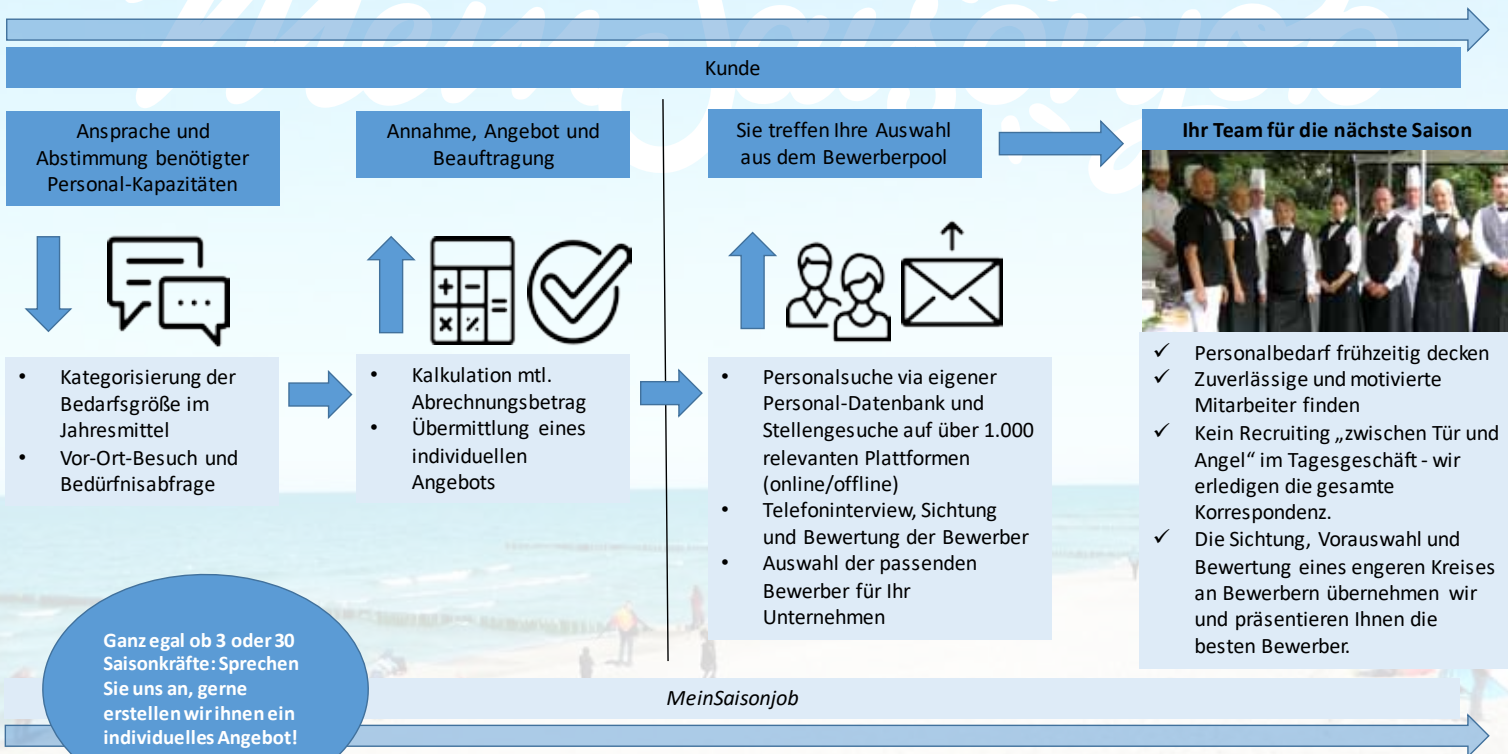 Mein Saisonjob
Kunde
Ansprache und
Abstimmung benötigter
Personal-Kapazitäten
Annahme, Angebot und
Beauftragung
Sie treffen Ihre Auswahl
aus dem Bewerberpool
Ihr Team für die nächste Saison
• Kategorisierung der
Bedarfsgröße im
Jahresmittel
• Vor-Ort-Besuch und
Bedürfnisabfrage
• Kalkulation mtl.
Abrechnungsbetrag
• Übermittlung eines
individuellen
Angebots
• Personalsuche via eigener
Personal-Datenbank und
Stellengesuche auf über 1.000
relevanten Plattformen
(online/offline)
• Telefoninterview, Sichtung
und Bewertung der Bewerber
• Auswahl der passenden
Bewerber für Ihr
Unternehmen
✓ Personalbedarf frühzeitig decken
✓ Zuverlässige und motivierte
Mitarbeiter finden
✓ Kein Recruiting „zwischen Tür und
Angel“ im Tagesgeschäft - wir
erledigen die gesamte
Korrespondenz.
✓ Die Sichtung, Vorauswahl und
Bewertung eines engeren Kreises
an Bewerbern übernehmen wir
und präsentieren Ihnen die
besten Bewerber.
Ganz egal ob 3 oder 30
Saisonkräfte: Sprechen
Sie uns an, gerne
erstellen wir ihnen ein
individuelles Angebot!
MeinSaisonjob